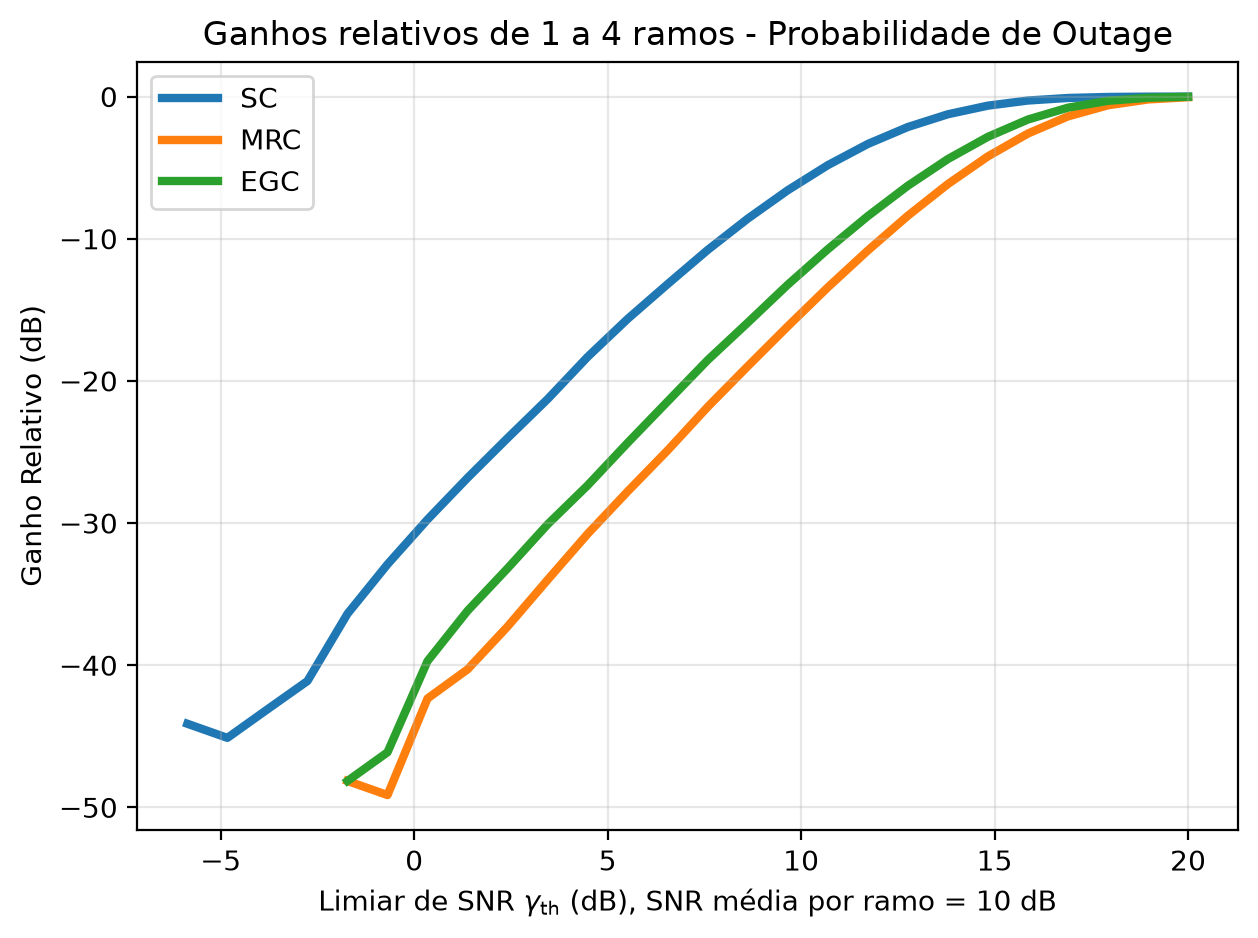 Ganhos relativos de 1 a 4 ramos - Probabilidade de Outage
SC
MRC
EGC
Ganho Relativo (dB)
0
−10
−20
−30
−40
−50
−5
0
5
10
15
20
Limiar de SNR γth (dB), SNR média por ramo = 10 dB